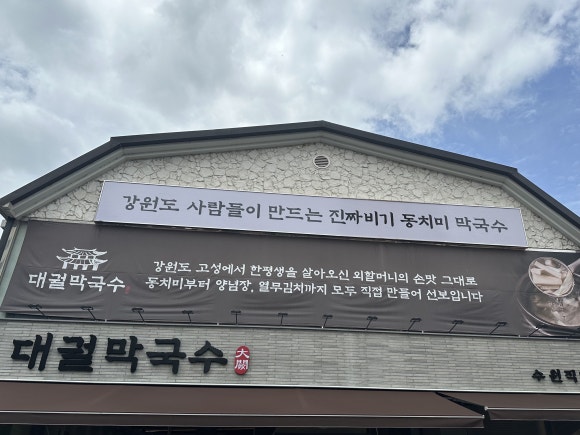 강원도 사람들이 만드는 진짜비기 동치미 막국수
대궐막국수
강원도 고성에서 한평생을 살아오신 외할머니의 손맛 그대로
동치미부터 양념장, 열무김치까지 모두 직접 만들어 선보입니다
대궐막국수 大闕
수원직